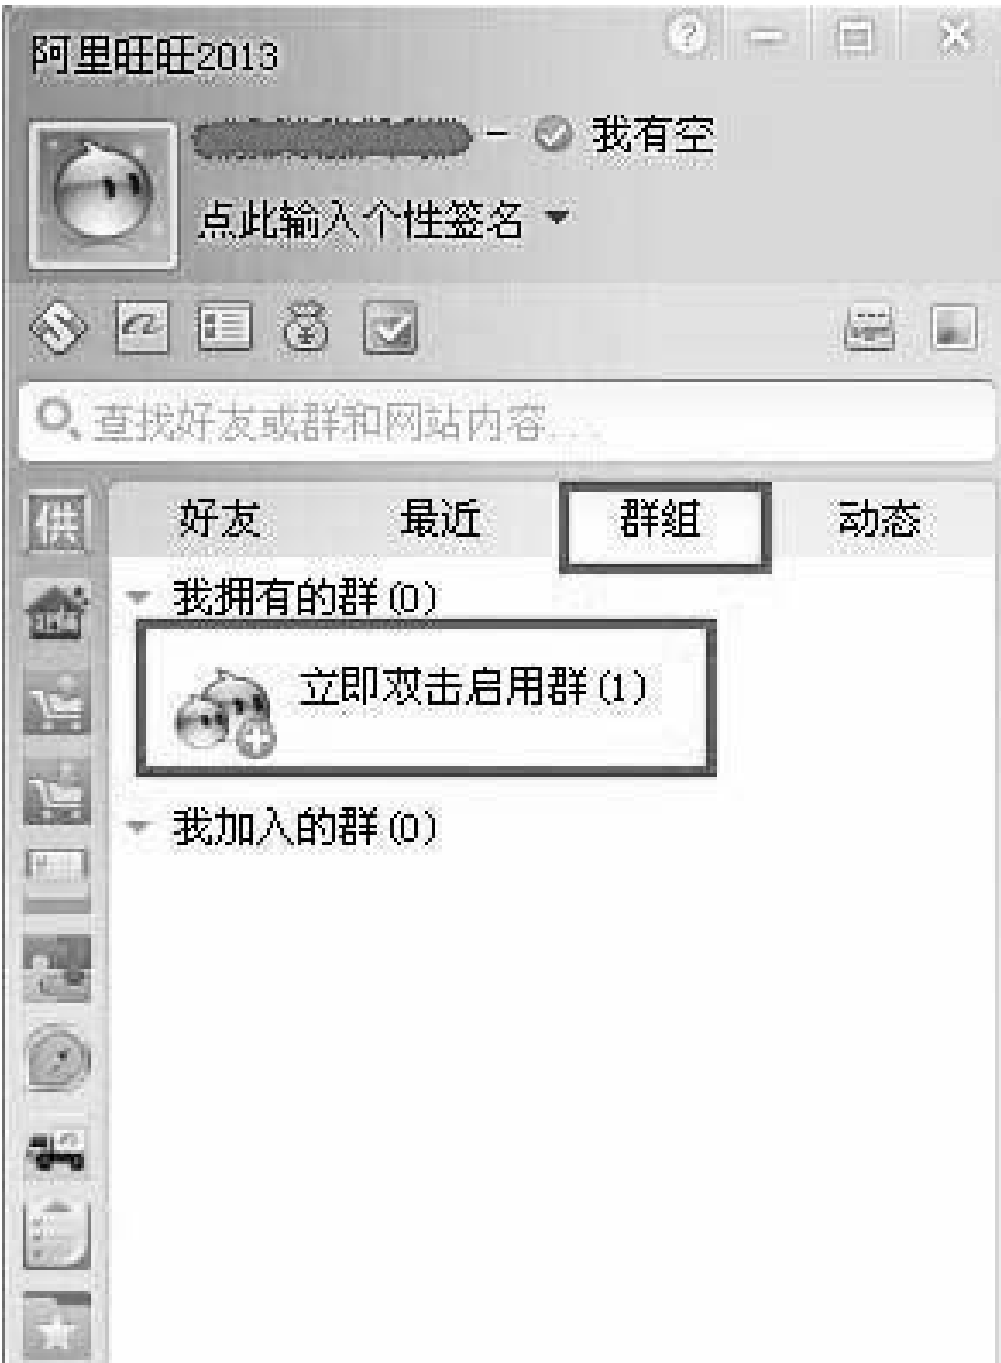 阿里旺旺2013
- 我有空
点此输入个性签名
查找好友或群和网站内容...
供
好友 最近 群组 动态
我拥有的群(0)
立即双击启用群(1)
我加入的群(0)